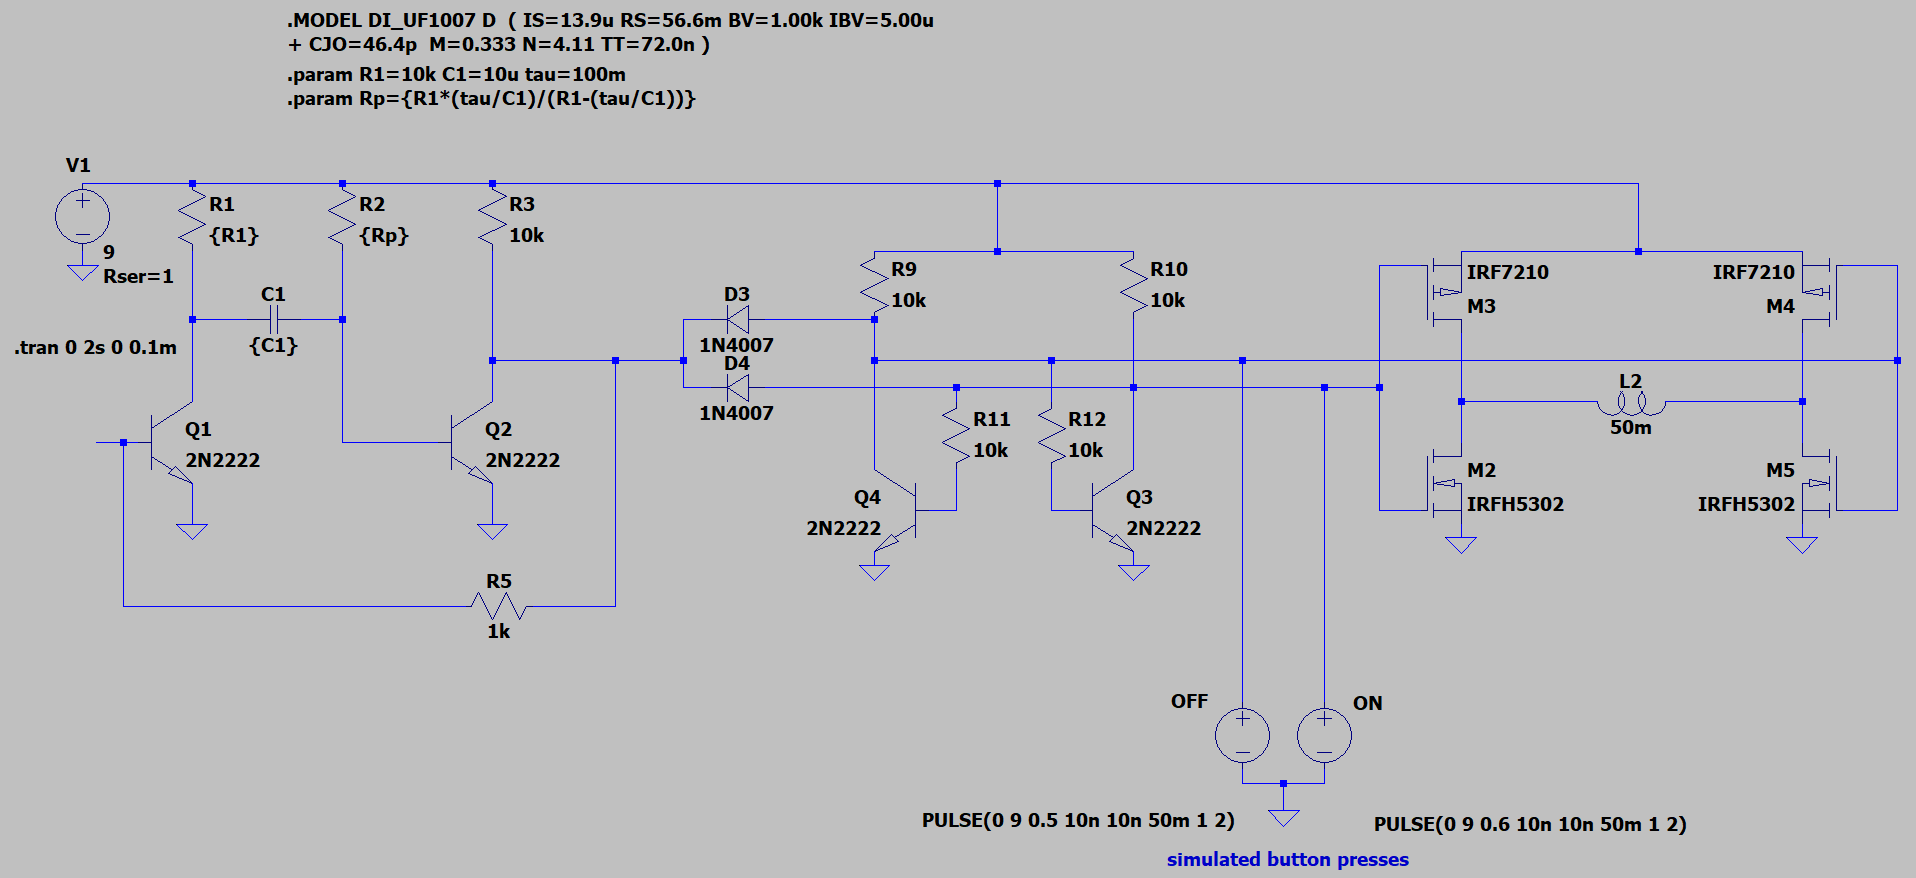 .MODEL DI_UF1007 D ( IS=13.9u RS=56.6m BV=1.00k IBV=5.00u
+ CJO=46.4p M=0.333 N=4.11 TT=72.0n )
.param R1=10k C1=10u tau=100m
.param Rp={R1*(tau/C1)/(R1-(tau/C1))}
V1
9
Rser=1
R1
{R1}
R2
{Rp}
R3
10k
C1
{C1}
.tran 0 2s 0 0.1m
Q1
2N2222
Q2
2N2222
R5
1k
D3
1N4007
D4
1N4007
R9
10k
R10
10k
R11
10k
R12
10k
Q4
2N2222
Q3
2N2222
IRF7210
M3
IRF7210
M4
L2
50m
M2
IRFH5302
M5
IRFH5302
OFF
ON
PULSE(0 9 0.5 10n 10n 50m 1 2)
PULSE(0 9 0.6 10n 10n 50m 1 2)
simulated button presses